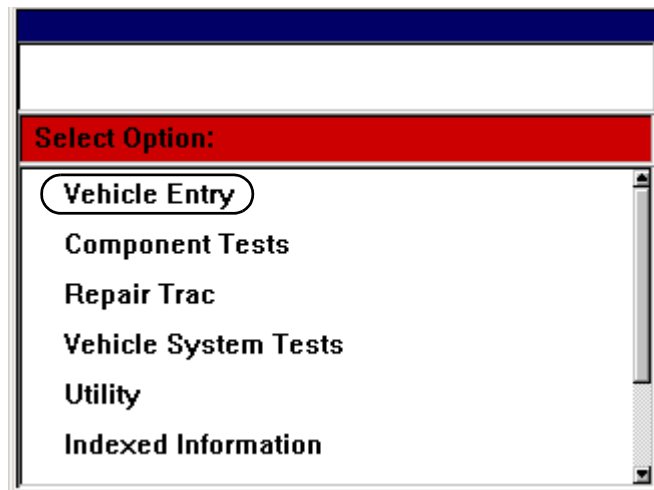 Select Option:
Vehicle Entry
Component Tests
Repair Trac
Vehicle System Tests
Utility
Indexed Information